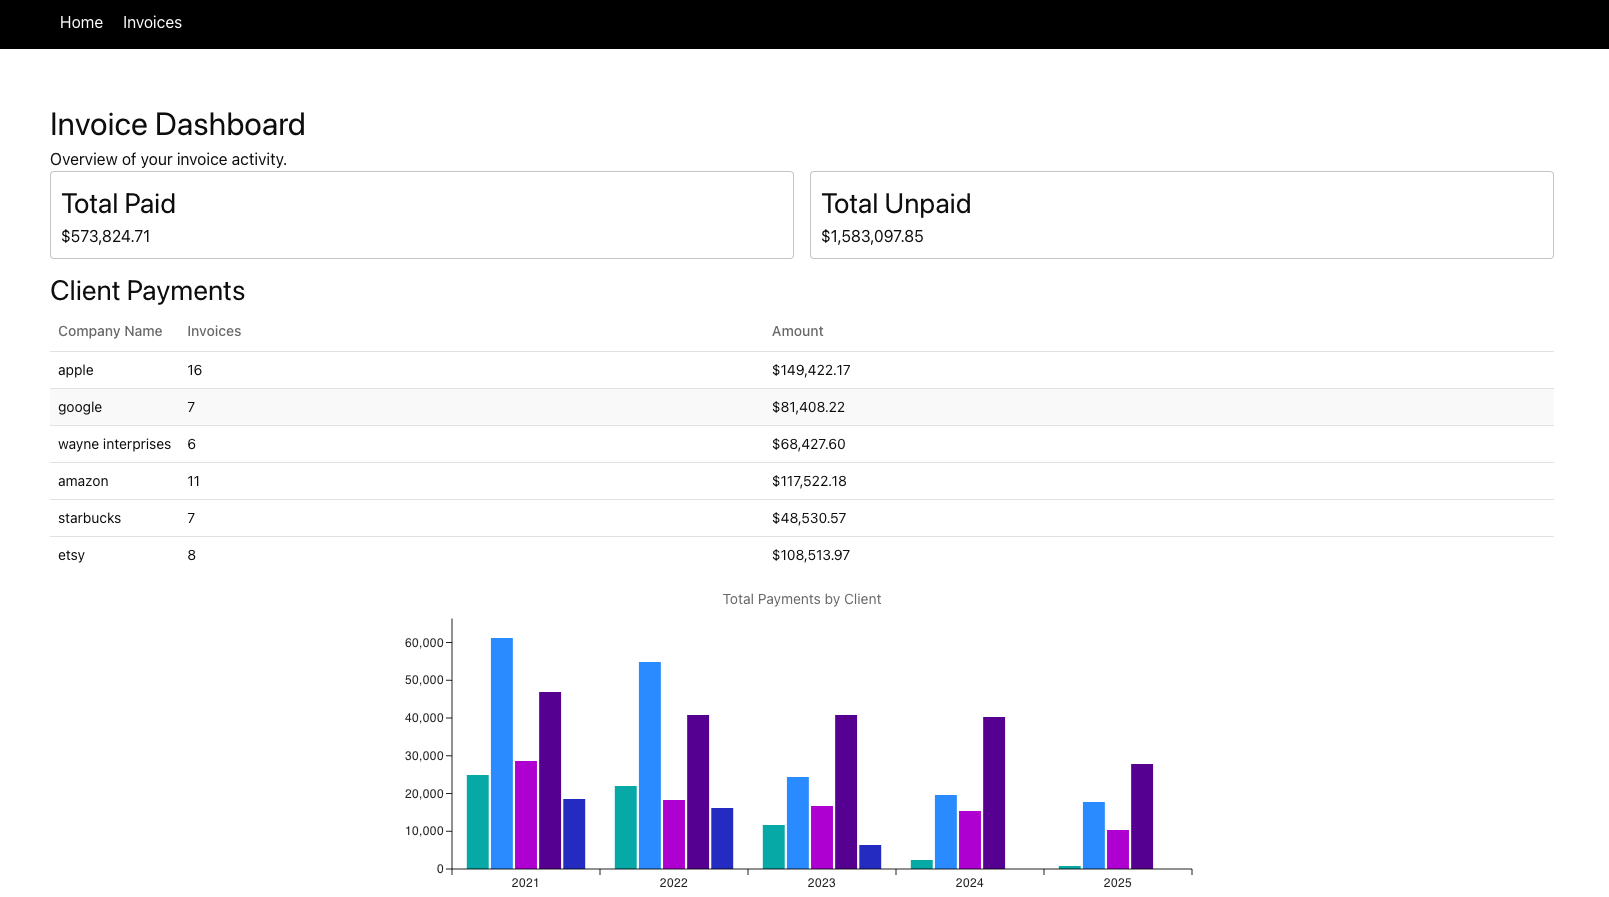 Home Invoices
Invoice Dashboard
Overview of your invoice activity.
Total Paid
$573,824.71
Total Unpaid
$1,583,097.85
Client Payments
Company Name Invoices Amount
apple 16 $149,422.17
google 7 $81,408.22
wayne interprises 6 $68,427.60
amazon 11 $117,522.18
starbucks 7 $48,530.57
etsy 8 $108,513.97
Total Payments by Client
60,000
50,000
40,000
30,000
20,000
10,000
0
2021 2022 2023 2024 2025